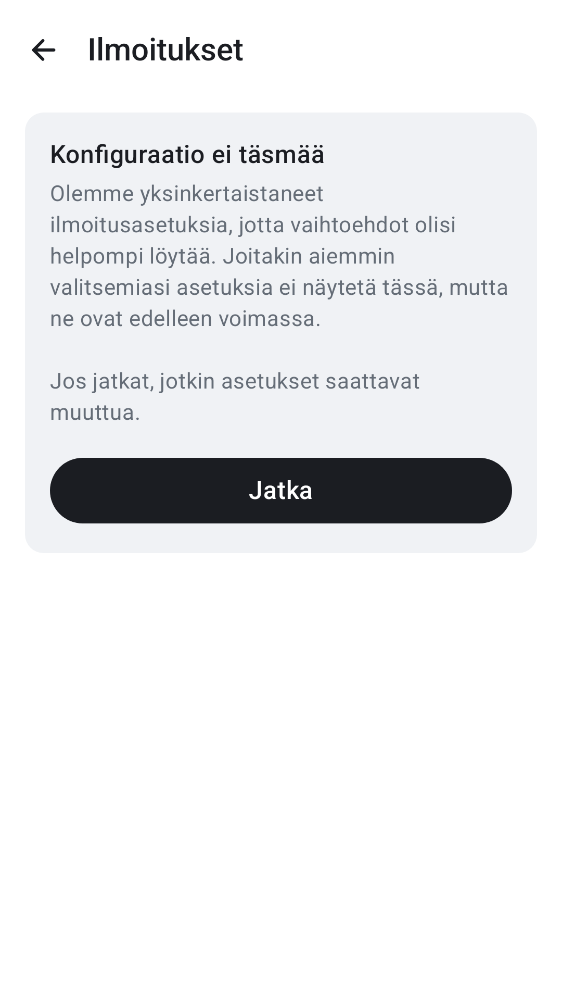 Ilmoitukset
Konfiguraatio ei täsmää
Olemme yksinkertaistaneet
ilmoitusasetuksia, jotta vaihtoehdot olisi
helpompi löytää. Joitakin aiemmin
valitsemiasi asetuksia ei näytetä tässä, mutta
ne ovat edelleen voimassa.
Jos jatkat, jotkin asetukset saattavat
muuttua.
Jatka